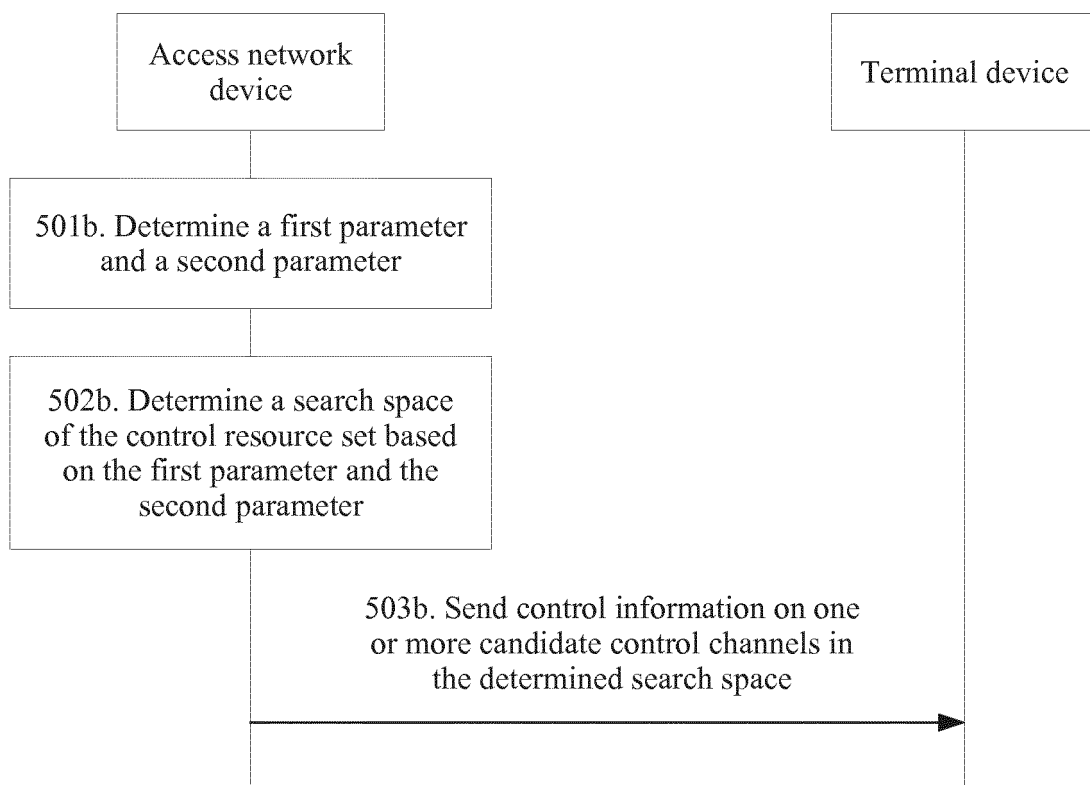 Access network
device
Terminal device
501b. Determine a first parameter
and a second parameter
502b. Determine a search space
of the control resource set based
on the first parameter and the
second parameter
503b. Send control information on one
or more candidate control channels in
the determined search space